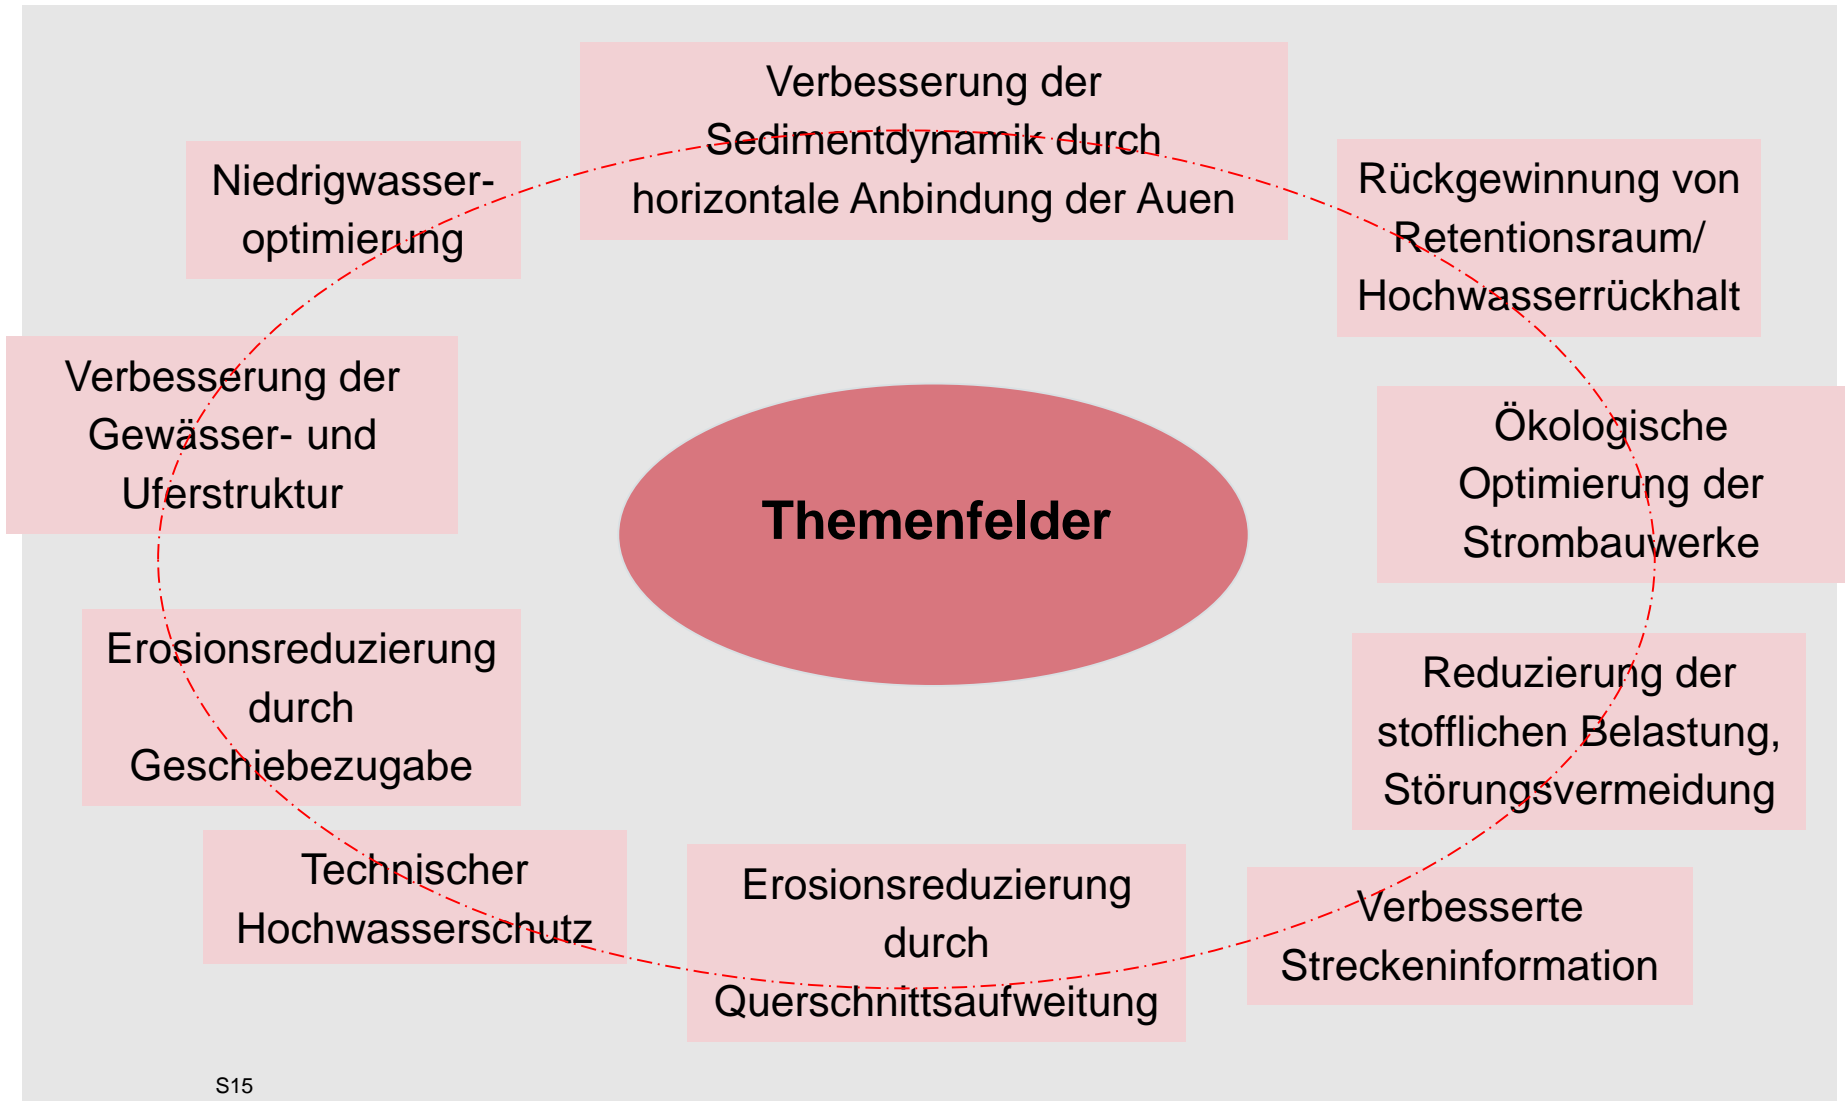 Verbesserung der
Sedimentdynamik durch
horizontale Anbindung der Auen
Niedrigwasser-
optimierung
Rückgewinnung von
Retentionsraum/
Hochwasserrückhalt
Verbesserung der
Gewässer- und
Uferstruktur
Ökologische
Optimierung der
Strombauwerke
Themenfelder
Erosionsreduzierung
durch
Geschiebezugabe
Reduzierung der
stofflichen Belastung,
Störungsvermeidung
Technischer
Hochwasserschutz
Erosionsreduzierung
durch
Querschnittsaufweitung
Verbesserte
Streckeninformation
S15